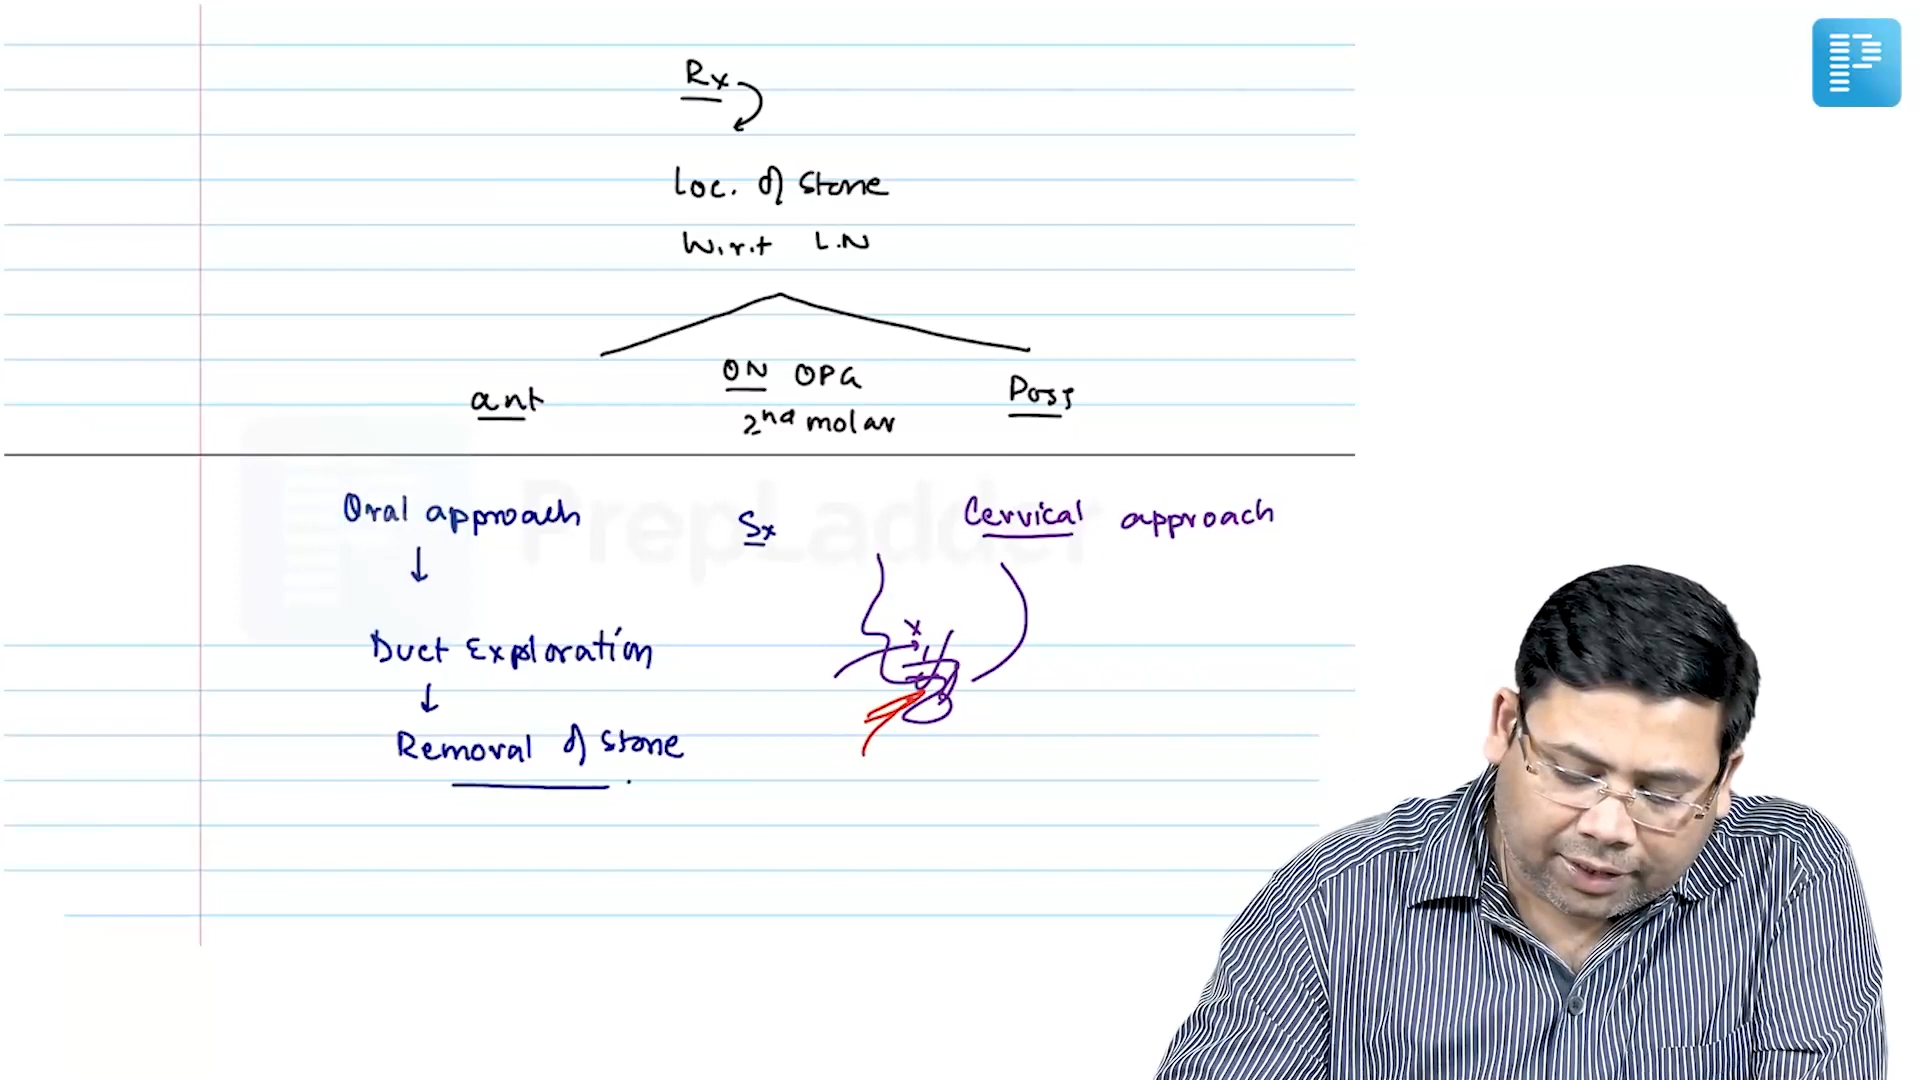 Rx
Loc. of stone
W.r.t L.N
ant
ON OPG
2nd molar
Post
PrepLadder
Oral approach
Sx
Cervical approach
Duct Exploration
x
Removal of stone